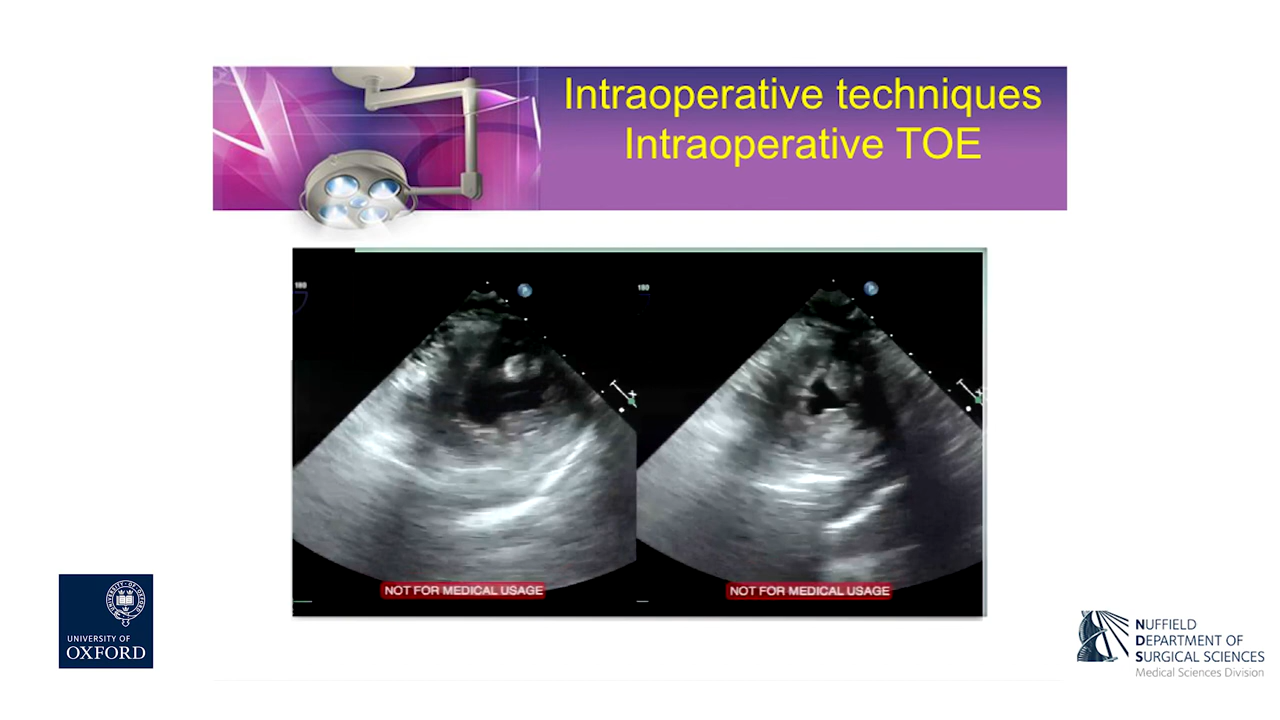 Intraoperative techniques
Intraoperative TOE
180
180
P
P
NOT FOR MEDICAL USAGE
NOT FOR MEDICAL USAGE
UNIVERSITY OF
OXFORD
NUFFIELD
DEPARTMENT OF
SURGICAL SCIENCES
Medical Sciences Division